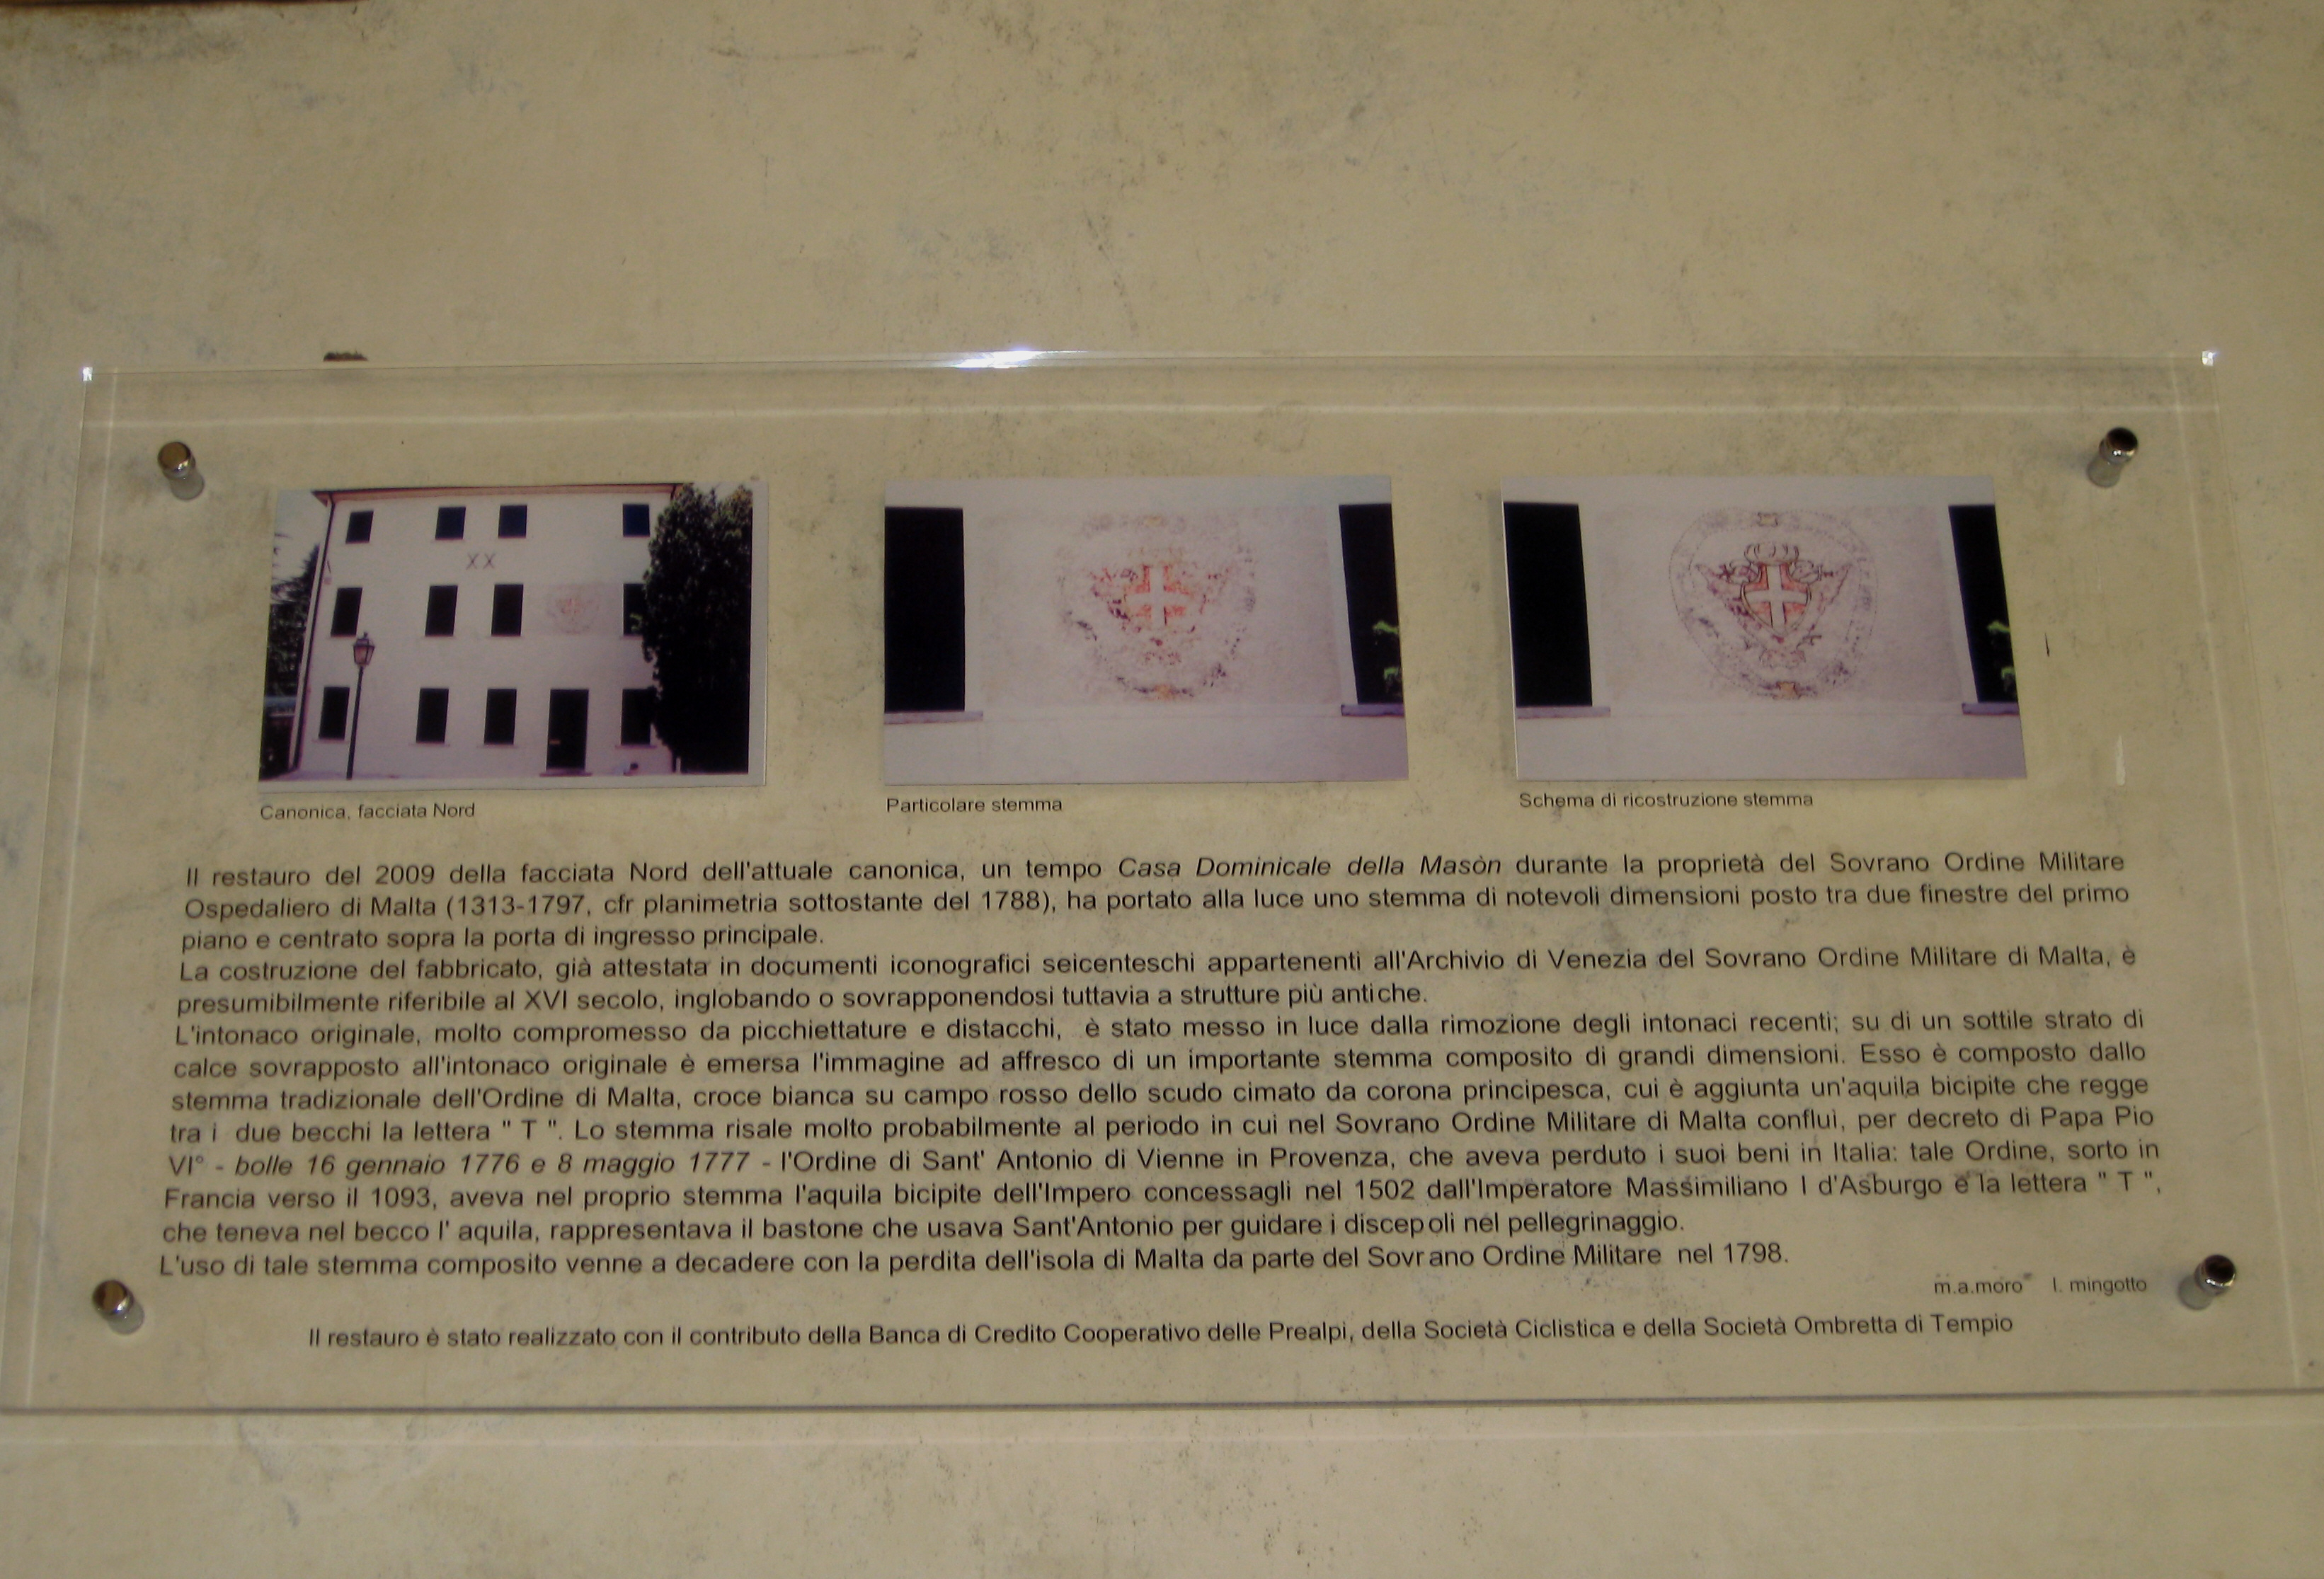 Canonica, facciata Nord
Particolare stemma
Schema di ricostruzione stemma
Il restauro del 2009 della facciata Nord dell'attuale canonica, un tempo Casa Dominicale della Masòn durante la proprietà del Sovrano Ordine Militare
Ospedaliero di Malta (1313-1797, cfr planimetria sottostante del 1788), ha portato alla luce uno stemma di notevoli dimensioni posto tra due finestre del primo
piano e centrato sopra la porta di ingresso principale.
La costruzione del fabbricato, già attestata in documenti iconografici seicenteschi appartenenti all'Archivio di Venezia del Sovrano Ordine Militare di Malta, è
presumibilmente riferibile al XVI secolo, inglobando o sovrapponendosi tuttavia a strutture più antiche.
L'intonaco originale, molto compromesso da picchiettature e distacchi, è stato messo in luce dalla rimozione degli intonaci recenti; su di un sottile strato di
calce sovrapposto all'intonaco originale è emersa l'immagine ad affresco di un importante stemma composito di grandi dimensioni. Esso è composto dallo
stemma tradizionale dell'Ordine di Malta, croce bianca su campo rosso dello scudo cimato da corona principesca, cui è aggiunta un'aquila bicipite che regge
tra i due becchi la lettera " T ". Lo stemma risale molto probabilmente al periodo in cui nel Sovrano Ordine Militare di Malta confluì, per decreto di Papa Pio
VI° - bolle 16 gennaio 1776 e 8 maggio 1777 - l'Ordine di Sant' Antonio di Vienne in Provenza, che aveva perduto i suoi beni in Italia: tale Ordine, sorto in
Francia verso il 1093, aveva nel proprio stemma l'aquila bicipite dell'Impero concessagli nel 1502 dall'Imperatore Massimiliano I d'Asburgo e la lettera " T ",
che teneva nel becco l' aquila, rappresentava il bastone che usava Sant'Antonio per guidare i discepoli nel pellegrinaggio.
L'uso di tale stemma composito venne a decadere con la perdita dell'isola di Malta da parte del Sovrano Ordine Militare nel 1798.
m.a.moro l. mingotto
Il restauro è stato realizzato con il contributo della Banca di Credito Cooperativo delle Prealpi, della Società Ciclistica e della Società Ombretta di Tempio